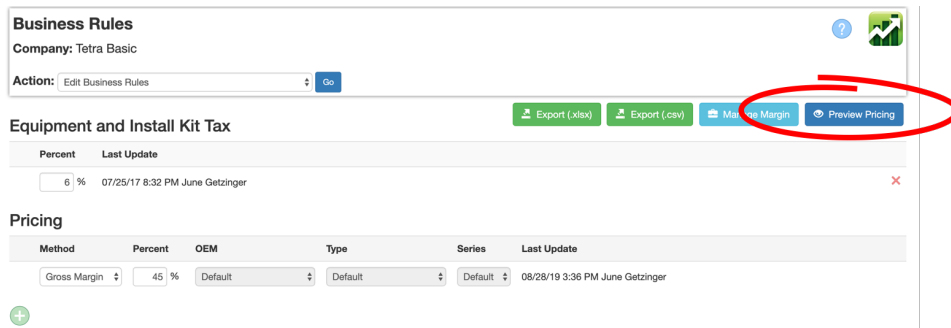 Business Rules
?
Company: Tetra Basic
Action: Edit Business Rules Go
Export (.xlsx) Export (.csv) Manage Margin Preview Pricing
Equipment and Install Kit Tax
Percent Last Update
6 % 07/25/17 8:32 PM June Getzinger
Pricing
Method Percent OEM Type Series Last Update
Gross Margin 45 % Default Default Default 08/28/19 3:36 PM June Getzinger